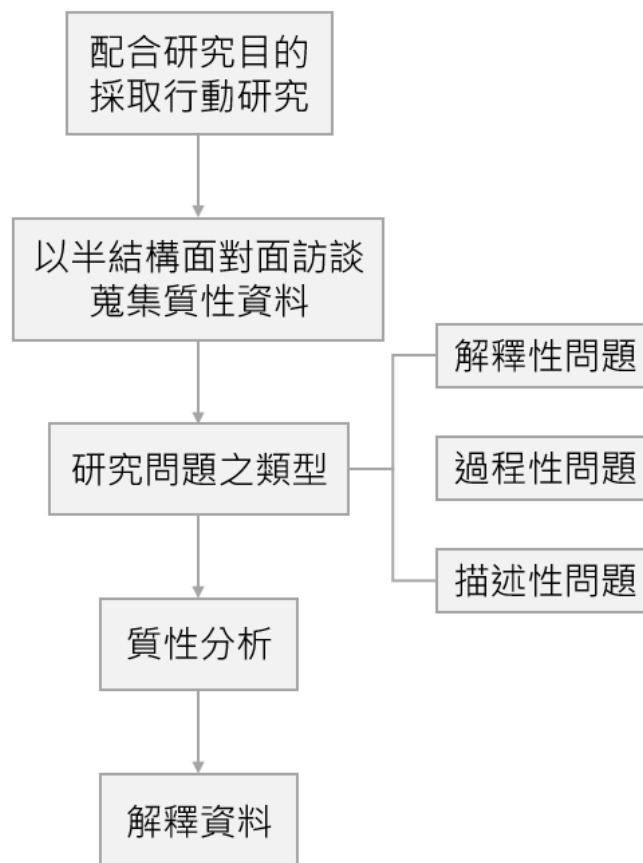 配合研究目的
採取行動研究
以半結構面對面訪談
蒐集質性資料
研究問題之類型
解釋性問題
過程性問題
描述性問題
質性分析
解釋資料